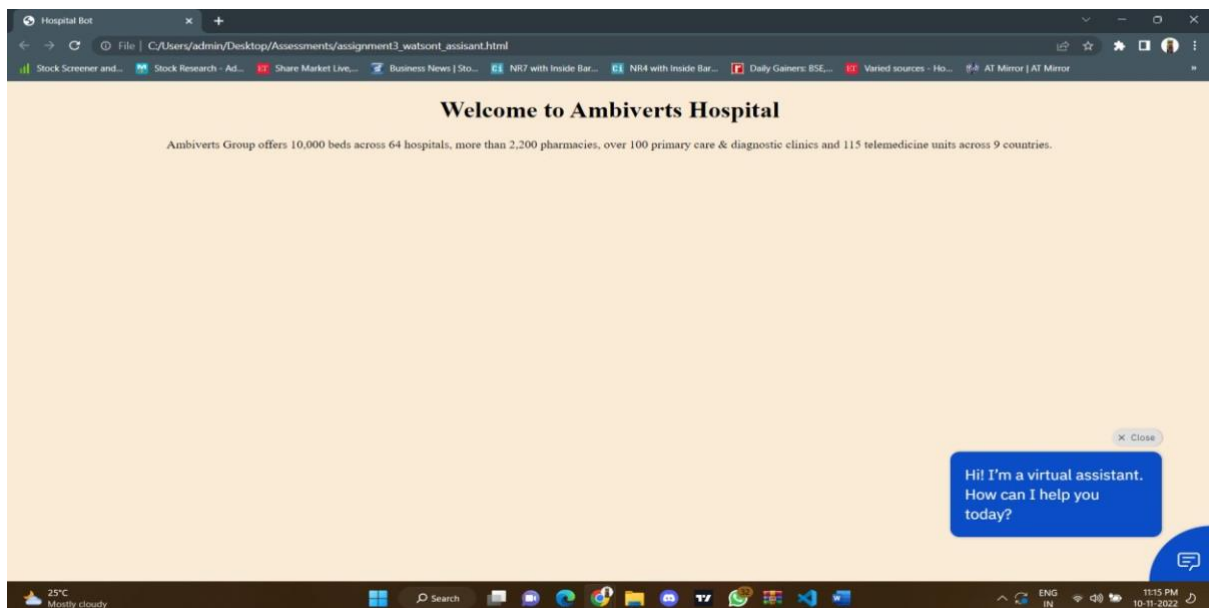 Hospital Bot
File | C:/Users/admin/Desktop/Assessments/assignment3_watsont_assisant.html
Stock Screener and... Stock Research - Ad... ET Share Market Live,... Business News | Sto... C1 NR7 with Inside Bar... C1 NR4 with Inside Bar... Daily Gainers: BSE,... ET Varied sources - Ho... AT Mirror | AT Mirror
Welcome to Ambiverts Hospital
Ambiverts Group offers 10,000 beds across 64 hospitals, more than 2,200 pharmacies, over 100 primary care & diagnostic clinics and 115 telemedicine units across 9 countries.
Close
Hi! I'm a virtual assistant.
How can I help you
today?
25°C
Mostly cloudy
Search
ENG
IN
11:15 PM
10-11-2022